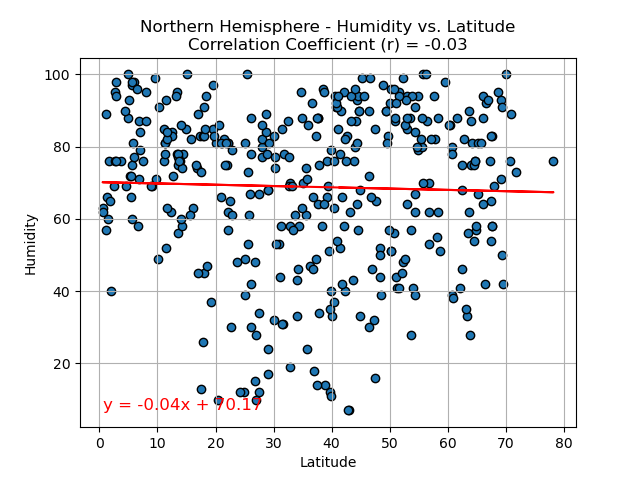 Northern Hemisphere - Humidity vs. Latitude
Correlation Coefficient (r) = -0.03
100
80
60
40
20
Humidity
y = -0.04x + 70.17
0 10 20 30 40 50 60 70 80
Latitude